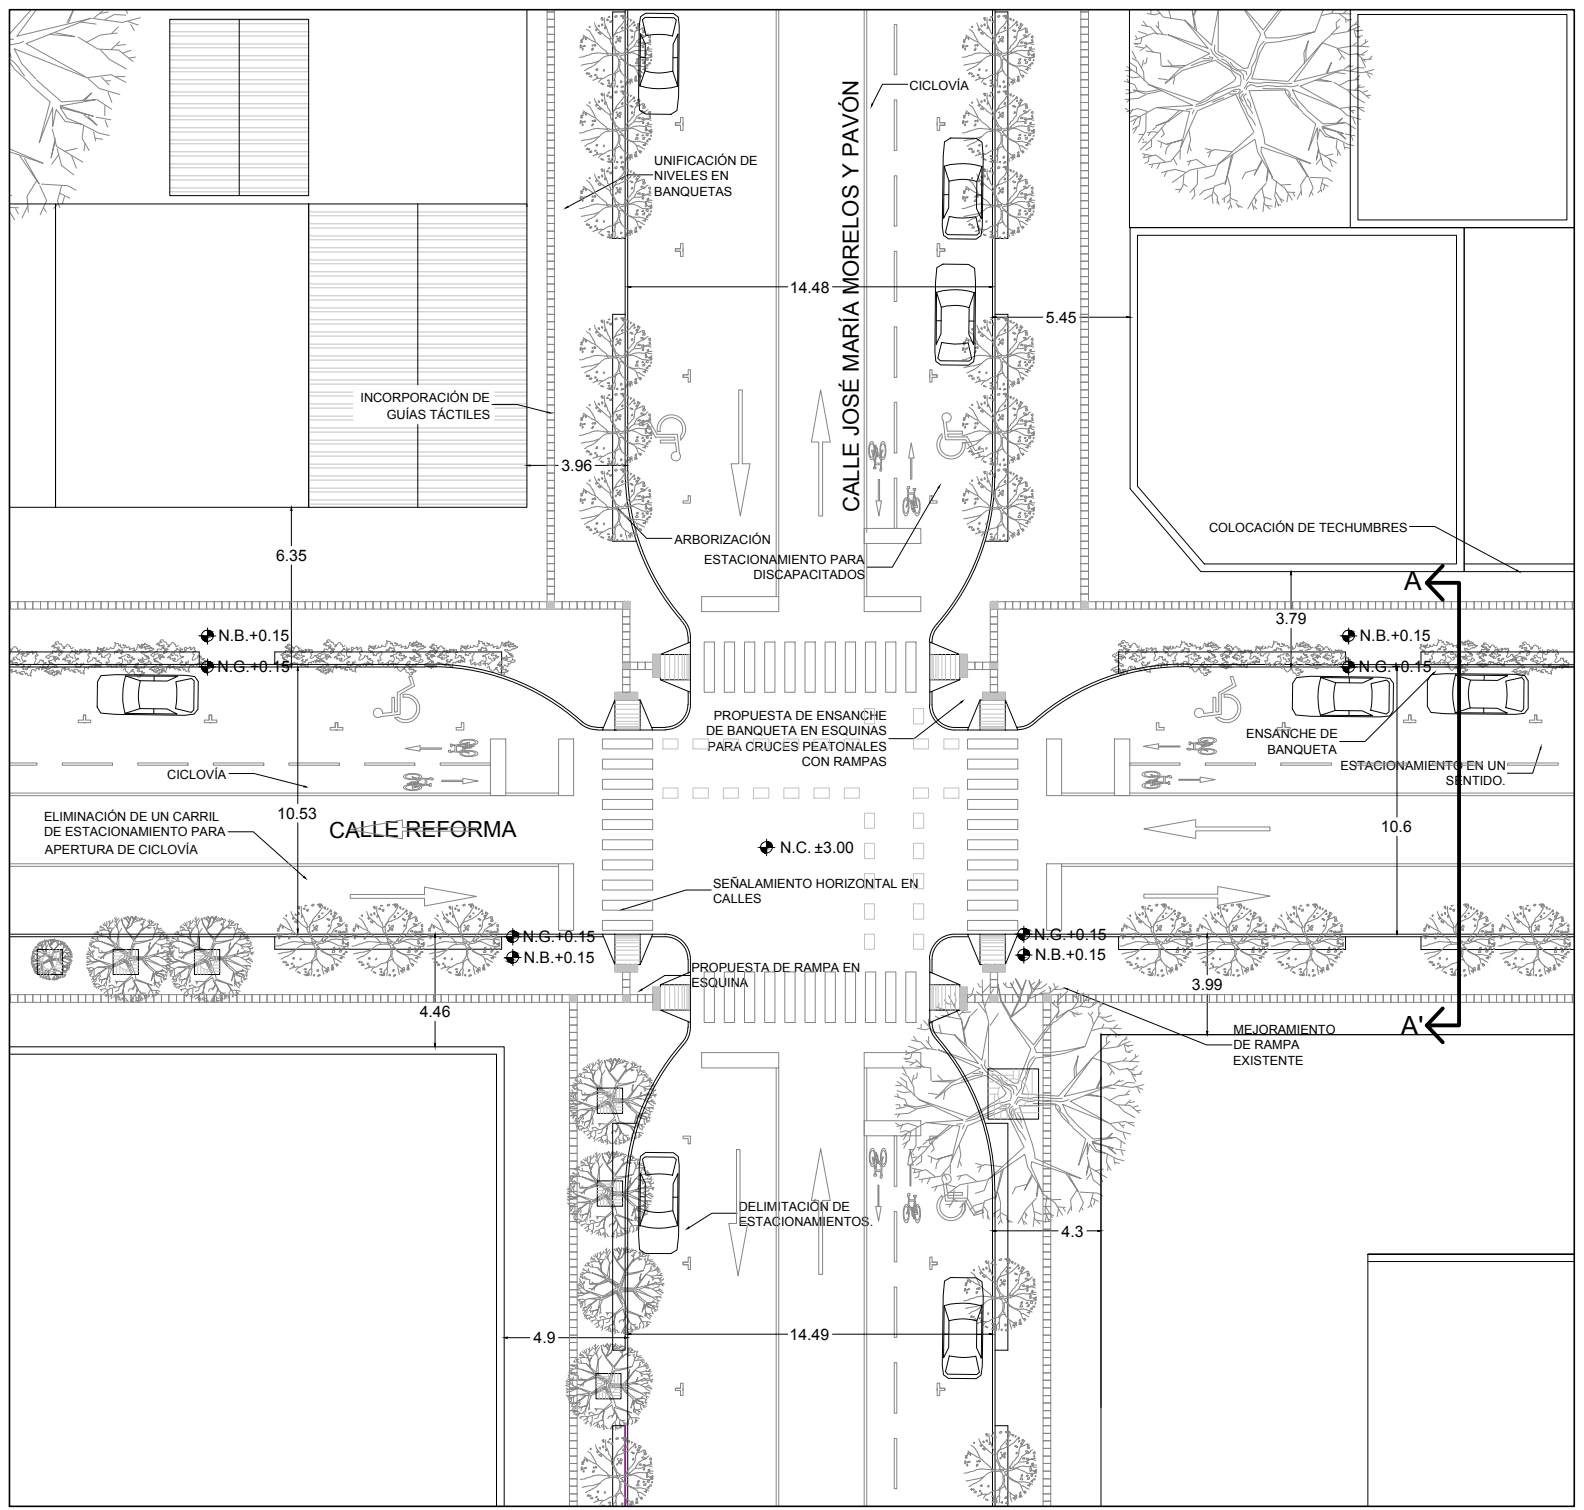 CICLOVÍA
CALLE JOSÉ MARÍA MORELOS Y PAVÓN
UNIFICACIÓN DE
NIVELES EN
BANQUETAS
14.48
5.45
INCORPORACIÓN DE
GUÍAS TÁCTILES
3.96
ARBORIZACIÓN
ESTACIONAMIENTO PARA
DISCAPACITADOS
COLOCACIÓN DE TECHUMBRES
6.35
A
3.79
N.B.+0.15
N.G.+0.15
N.B.+0.15
N.G.+0.15
PROPUESTA DE ENSANCHE
DE BANQUETA EN ESQUINAS
PARA CRUCES PEATONALES
CON RAMPAS
ENSANCHE DE
BANQUETA
ESTACIONAMIENTO EN UN
SENTIDO.
CICLOVÍA
10.53
ELIMINACIÓN DE UN CARRIL
DE ESTACIONAMIENTO PARA
APERTURA DE CICLOVÍA
CALLE REFORMA
10.6
N.C. ±3.00
SEÑALAMIENTO HORIZONTAL EN
CALLES
N.G.+0.15
N.B.+0.15
N.G.+0.15
N.B.+0.15
PROPUESTA DE RAMPA EN
ESQUINA
4.46
3.99
A'
MEJORAMIENTO
DE RAMPA
EXISTENTE
DELIMITACIÓN DE
ESTACIONAMIENTOS.
4.3
4.9
14.49